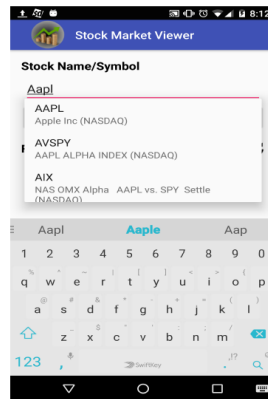 8:12
Stock Market Viewer
Stock Name/Symbol
Aapl
AAPL
Apple Inc (NASDAQ)
AVSPY
AAPL ALPHA INDEX (NASDAQ)
AIX
NAS OMX Alpha AAPL vs. SPY Settle
(NASDAQ)
Aapl Aaple Aap
1 2 3 4 5 6 7 8 9 0
q w e r t y u i o p
@ # & * - + = ( )
a s d f g h j k l
z x c v b n m
123 , SwiftKey . ,!?